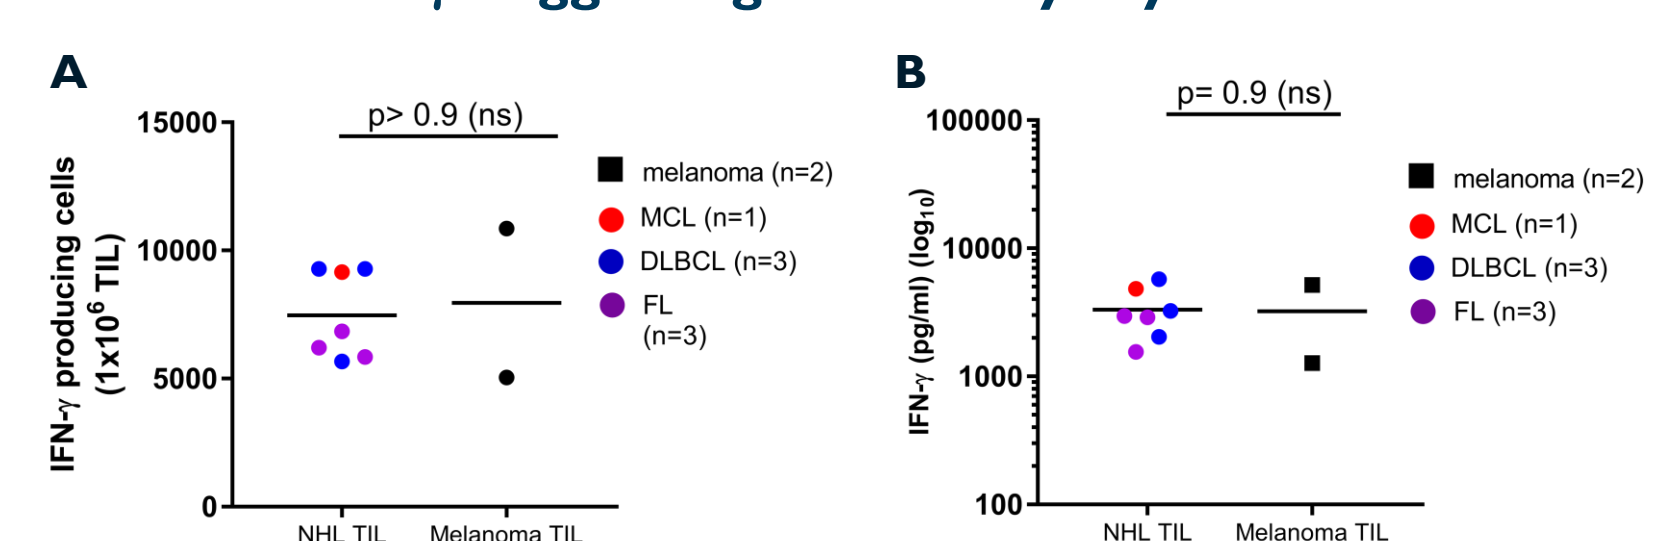 A
p> 0.9 (ns)
15000
10000
5000
0
IFN-γ producing cells
(1x10⁶ TIL)
NHL TIL
Melanoma TIL
melanoma (n=2)
MCL (n=1)
DLBCL (n=3)
FL
(n=3)
B
p= 0.9 (ns)
100000
10000
1000
100
IFN-γ (pg/ml) (log₁₀)
NHL TIL
Melanoma TIL
melanoma (n=2)
MCL (n=1)
DLBCL (n=3)
FL (n=3)